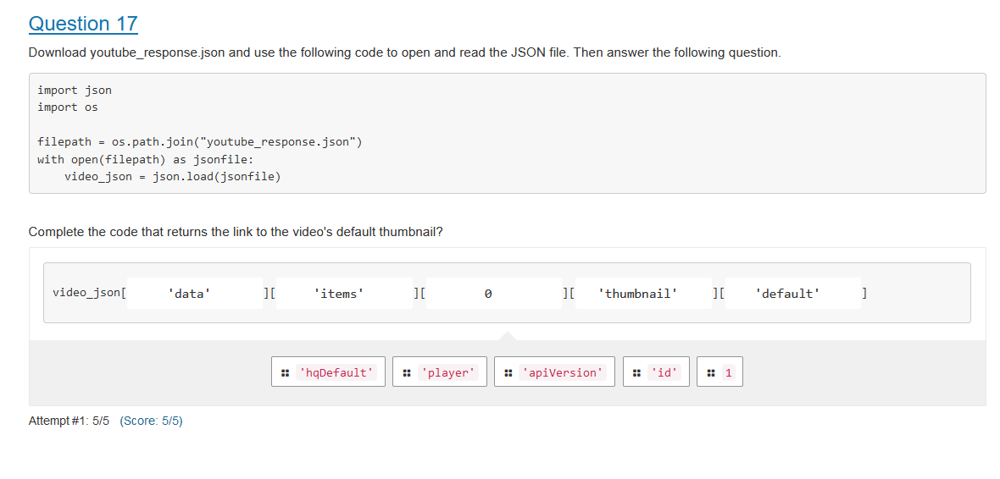 Question 17
Download youtube_response.json and use the following code to open and read the JSON file. Then answer the following question.
import json
import os
filepath = os.path.join("youtube_response.json")
with open(filepath) as jsonfile:
    video_json = json.load(jsonfile)
Complete the code that returns the link to the video's default thumbnail?
video_json[ 'data' ][ 'items' ][ 0 ][ 'thumbnail' ][ 'default' ]
'hqDefault' 'player' 'apiVersion' 'id' 1
Attempt #1: 5/5 (Score: 5/5)